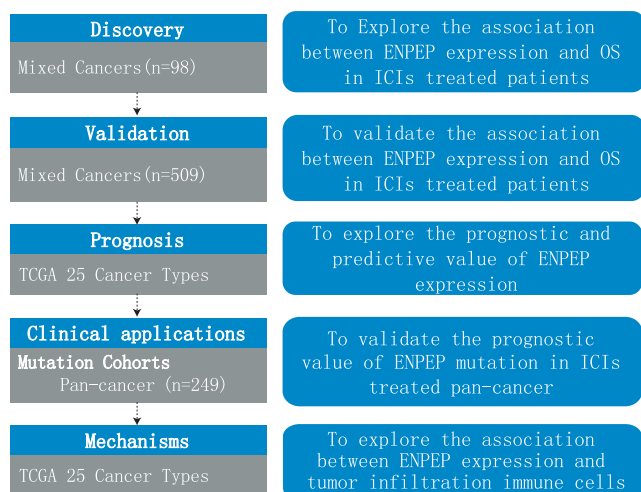 Discovery
Mixed Cancers(n=98)
To Explore the association
between ENPEP expression and OS
in ICIs treated patients
Validation
Mixed Cancers(n=509)
To validate the association
between ENPEP expression and OS
in ICIs treated patients
Prognosis
TCGA 25 Cancer Types
To explore the prognostic and
predictive value of ENPEP
expression
Clinical applications
Mutation Cohorts
Pan-cancer (n=249)
To validate the prognostic
value of ENPEP mutation in ICIs
treated pan-cancer
Mechanisms
TCGA 25 Cancer Types
To explore the association
between ENPEP expression and
tumor infiltration immune cells